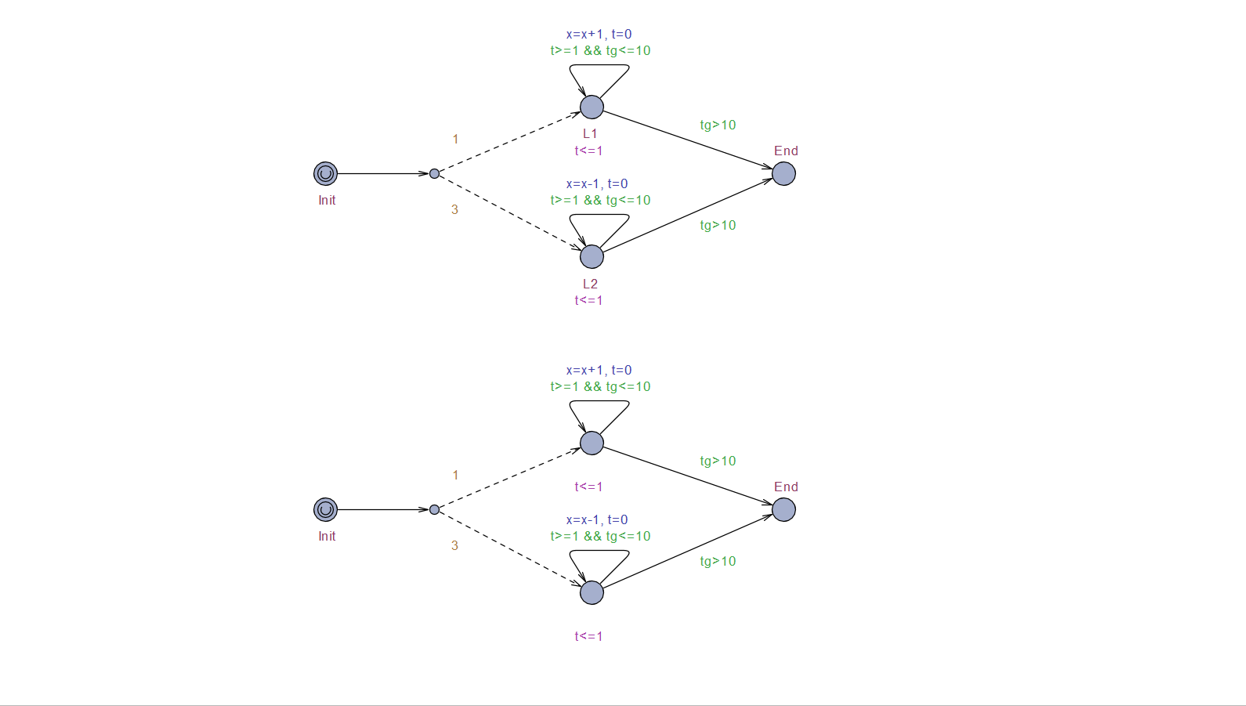 x=x+1, t=0
t>=1 && tg<=10
1
tg>10
L1
t<=1
End
x=x-1, t=0
t>=1 && tg<=10
Init
3
tg>10
L2
t<=1
x=x+1, t=0
t>=1 && tg<=10
1
tg>10
t<=1
End
x=x-1, t=0
t>=1 && tg<=10
Init
3
tg>10
t<=1